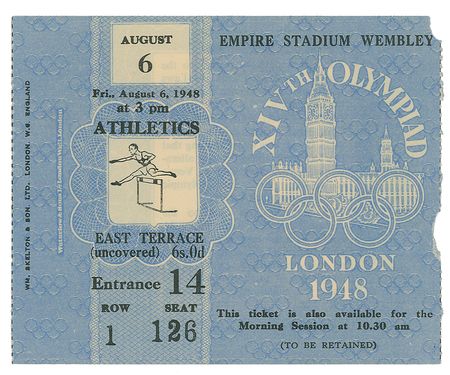 WM. SKELTON & SON. LTD. LONDON. W.6 ENGLAND
AUGUST
6
Fri., August 6, 1948
at 3 pm
ATHLETICS
EAST TERRACE
(uncovered) 6s.0d
Entrance 14
ROW SEAT
1 126
EMPIRE STADIUM WEMBLEY
XIVTH OLYMPIAD
LONDON
1948
This ticket is also available for the
Morning Session at 10.30 am
(TO BE RETAINED)